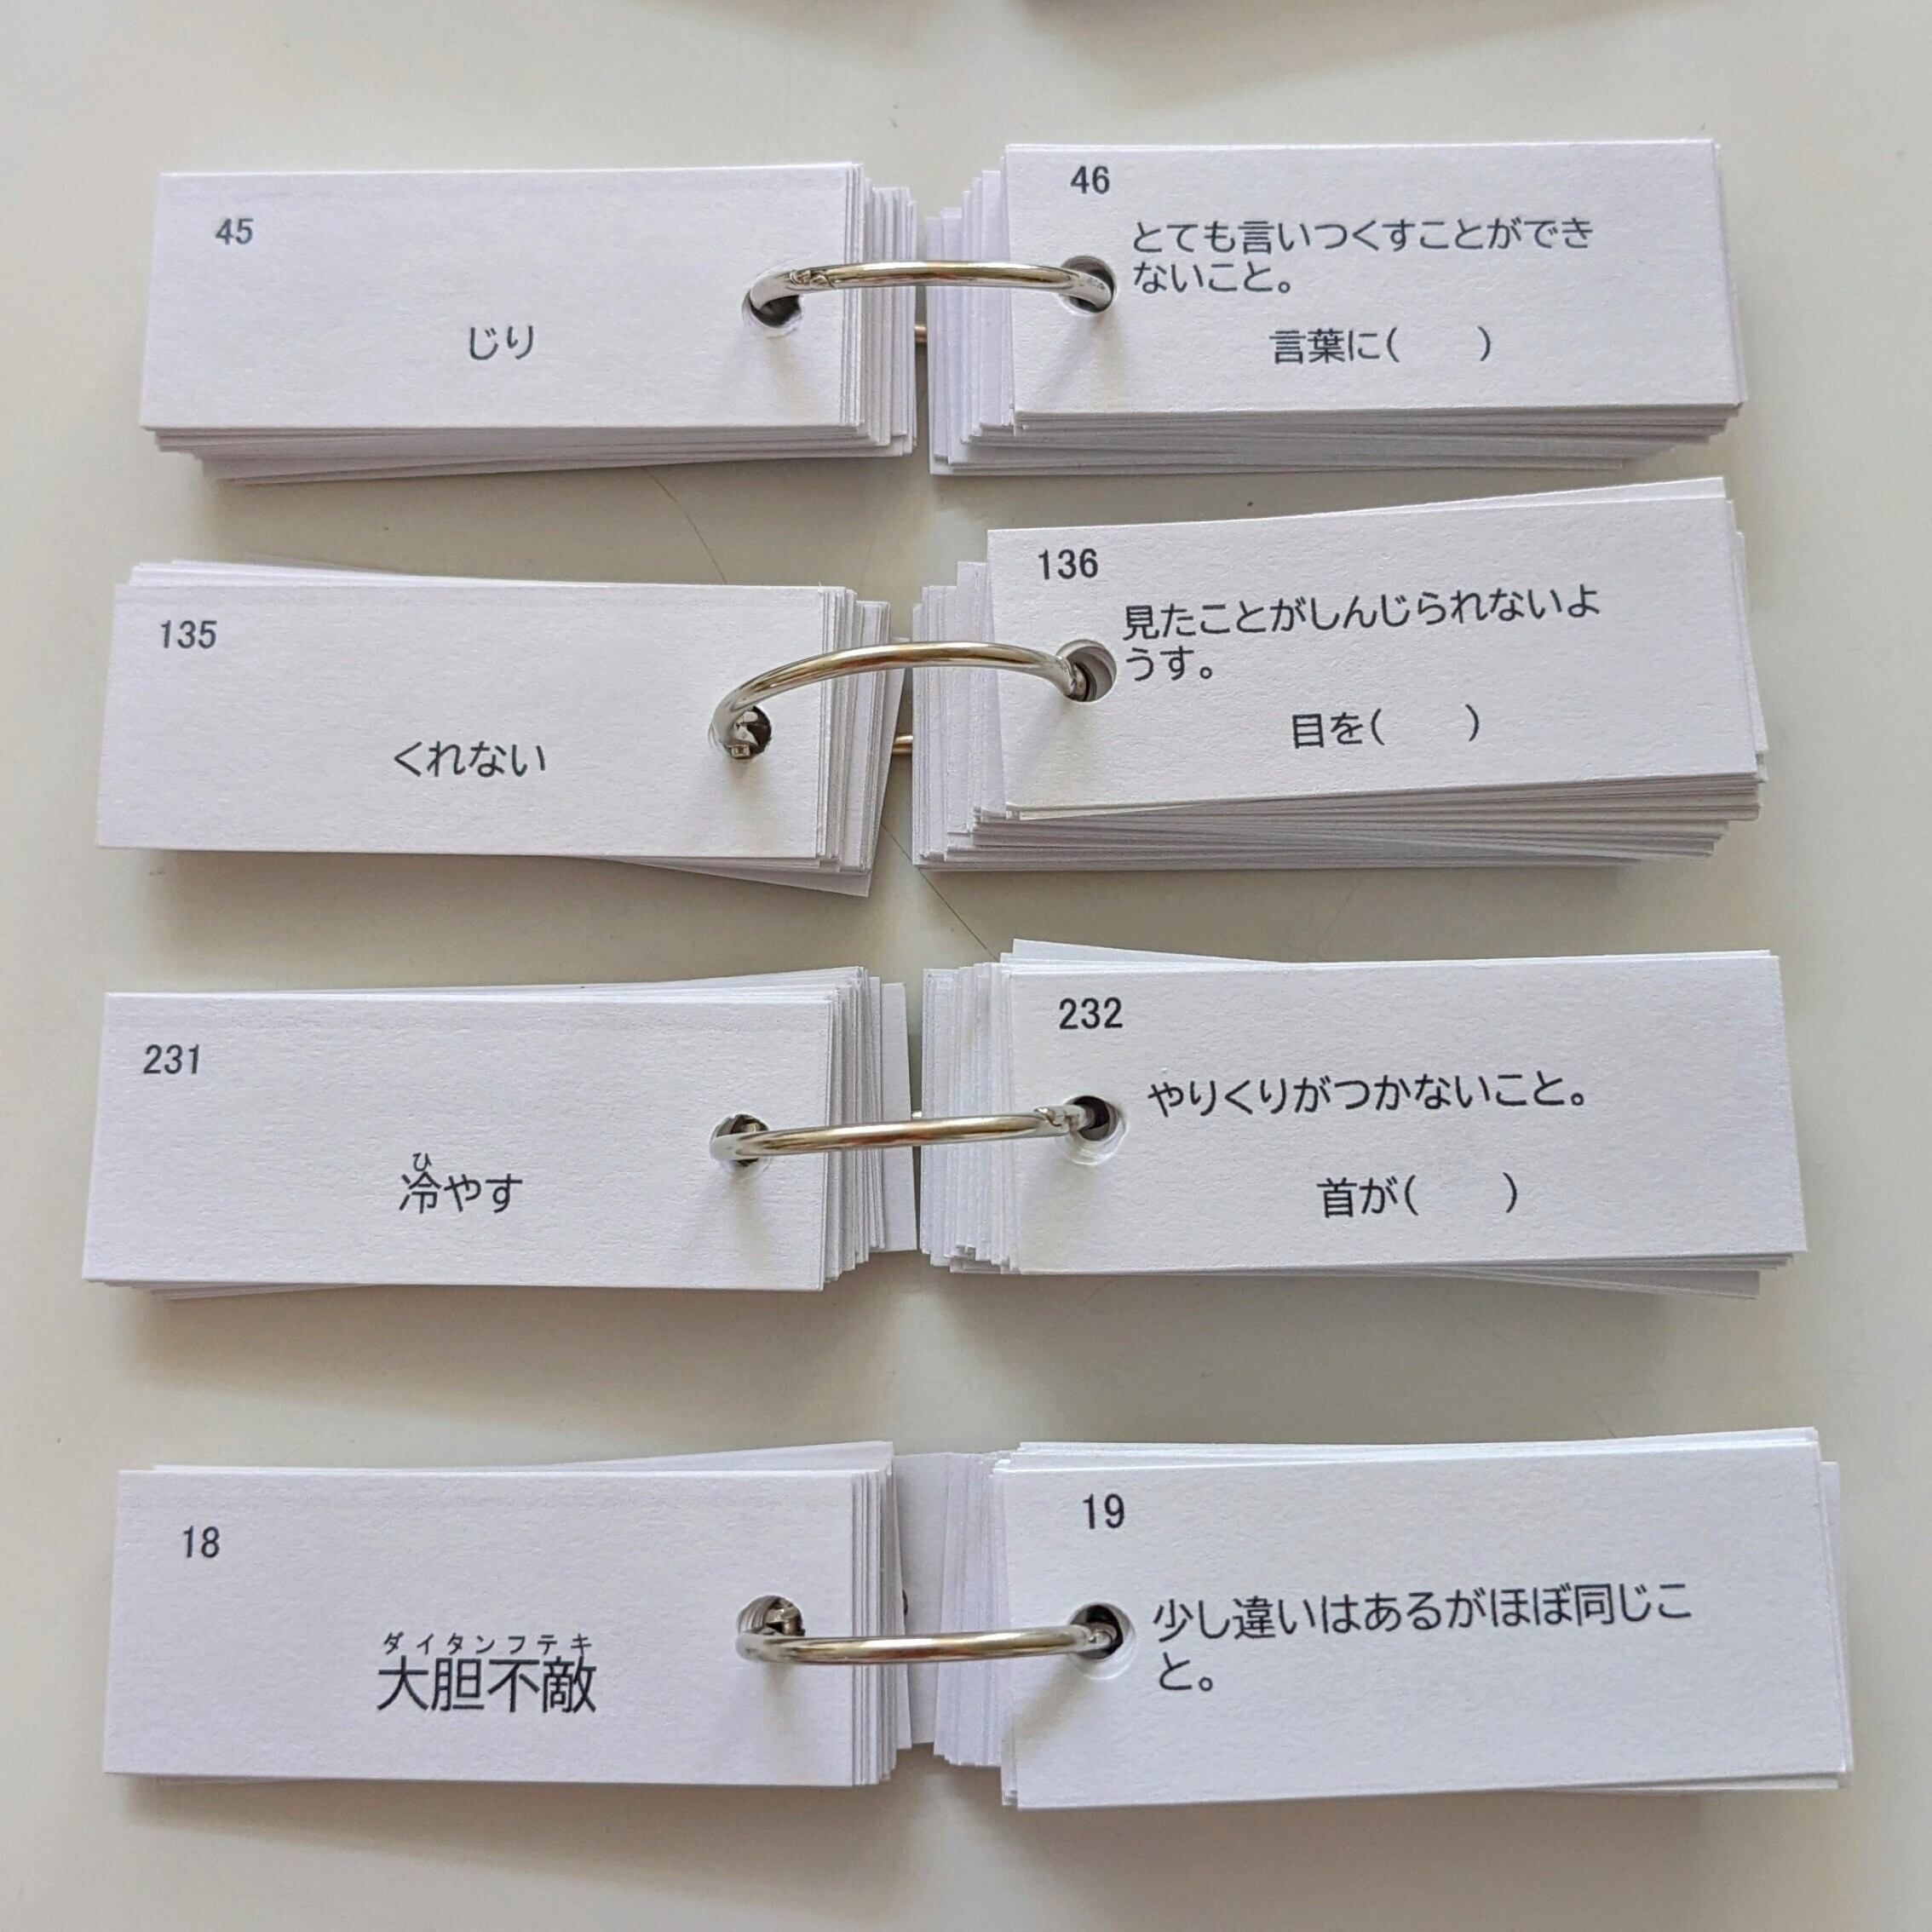 45
じり
46
とても言いつくすことができ
ないこと。
言葉に(　　)
135
くれない
136
見たことがしんじられないよ
うす。
目を(　　)
231
ひ
冷やす
232
やりくりがつかないこと。
首が(　　)
18
ダイタンフテキ
大胆不敵
19
少し違いはあるがほぼ同じこ
と。